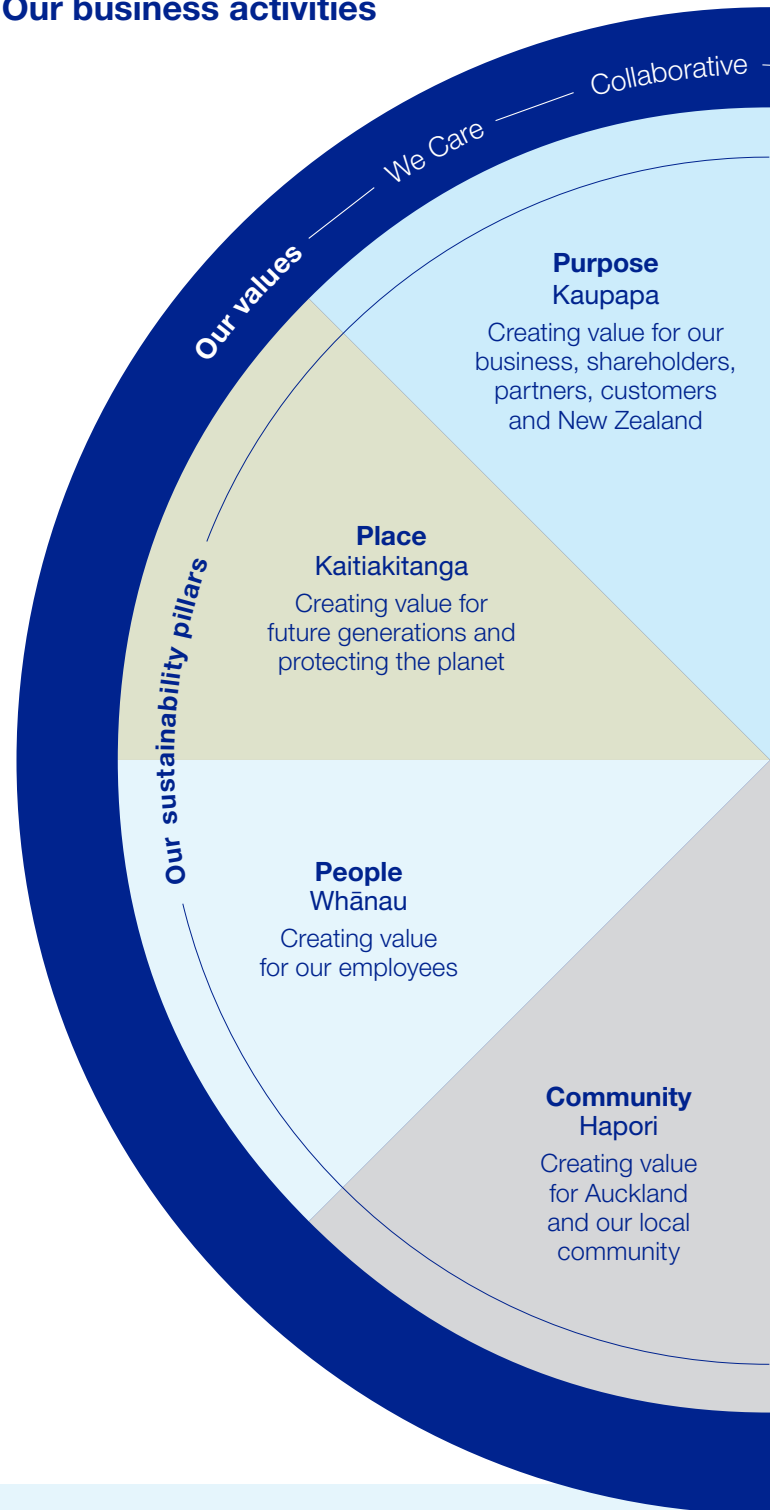 Our business activities
Our values
We Care
Collaborative
Purpose
Kaupapa
Creating value for our
business, shareholders,
partners, customers
and New Zealand
Our sustainability pillars
Place
Kaitiakitanga
Creating value for
future generations and
protecting the planet
People
Whānau
Creating value
for our employees
Community
Hapori
Creating value
for Auckland
and our local
community